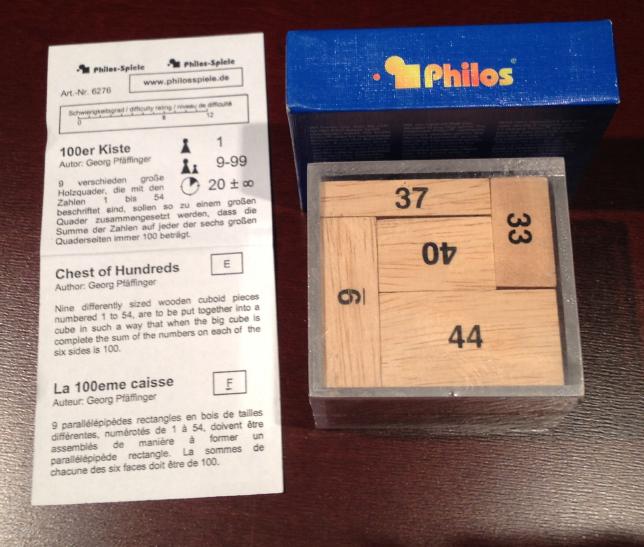 Philos-Spiele Philos-Spiele
Art.-Nr. 6276
www.philosspiele.de
Schwierigkeitsgrad / difficulty rating / niveau de difficulté
0 8 12
100er Kiste
Autor: Georg Pfäffinger
1
9-99
20 ± ∞
9 verschieden große
Holzquader, die mit den
Zahlen 1 bis 54
beschriftet sind, sollen so zu einem großen
Quader zusammengesetzt werden, dass die
Summe der Zahlen auf jeder der sechs großen
Quaderseiten immer 100 beträgt.
Chest of Hundreds E
Author: Georg Pfäffinger
Nine differently sized wooden cuboid pieces
numbered 1 to 54, are to be put together into a
cube in such a way that when the big cube is
complete the sum of the numbers on each of the
six sides is 100.
La 100eme caisse F
Auteur: Georg Pfäffinger
9 parallélépipèdes rectangles en bois de tailles
différentes, numérotés de 1 à 54, doivent être
assemblés de manière à former un
parallélépipède rectangle. La sommes de
chacune des six faces doit être de 100.
Philos
37
33
40
6
44